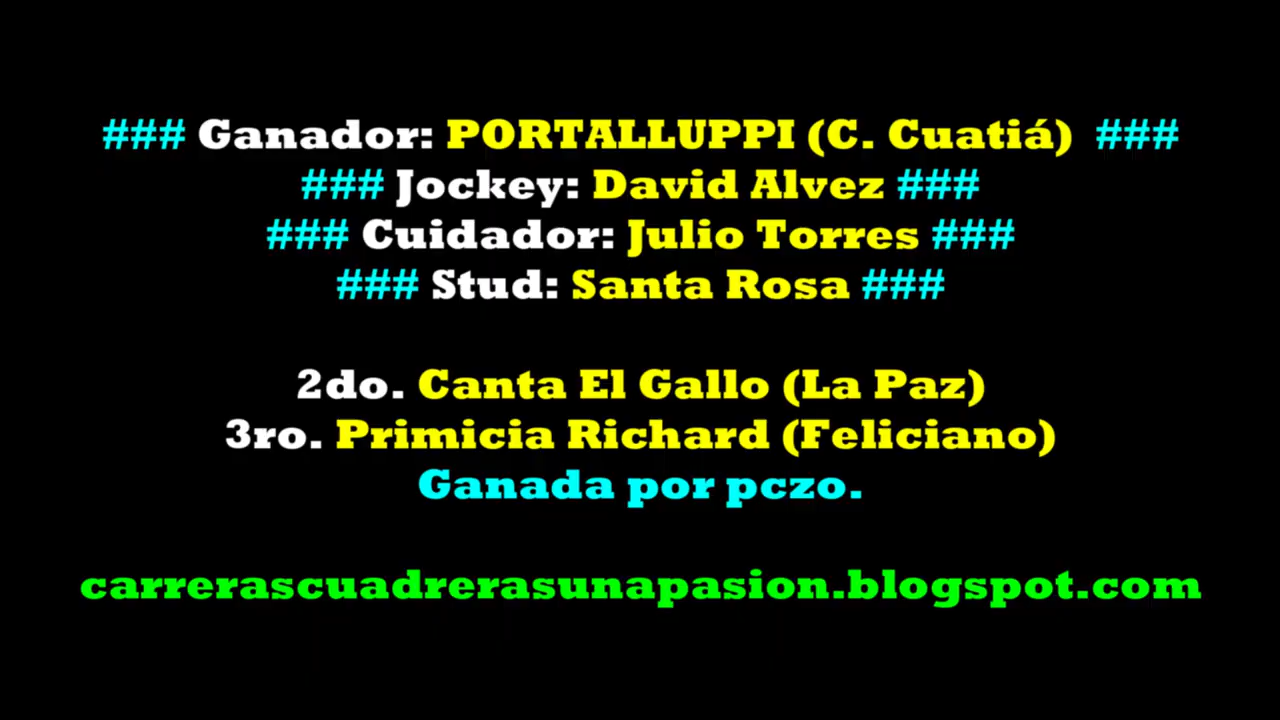 ### Ganador: PORTALLUPPI (C. Cuatiá) ###
### Jockey: David Alvez ###
### Cuidador: Julio Torres ###
### Stud: Santa Rosa ###
2do. Canta El Gallo (La Paz)
3ro. Primicia Richard (Feliciano)
Ganada por pczo.
carrerascuadrerasunapasion.blogspot.com